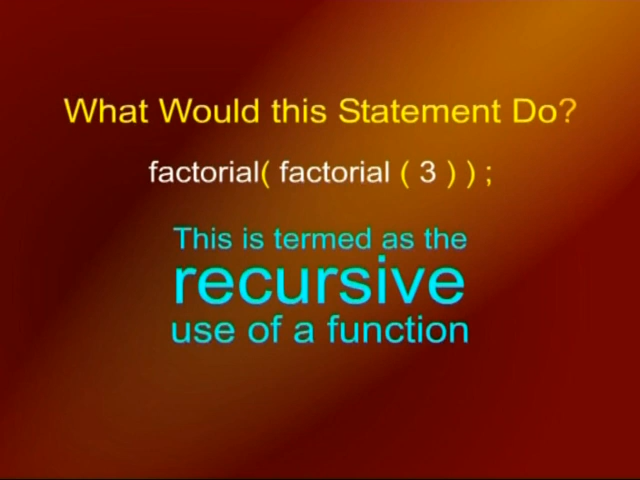 What Would this Statement Do?
factorial( factorial ( 3 ) ) ;
This is termed as the
recursive
use of a function